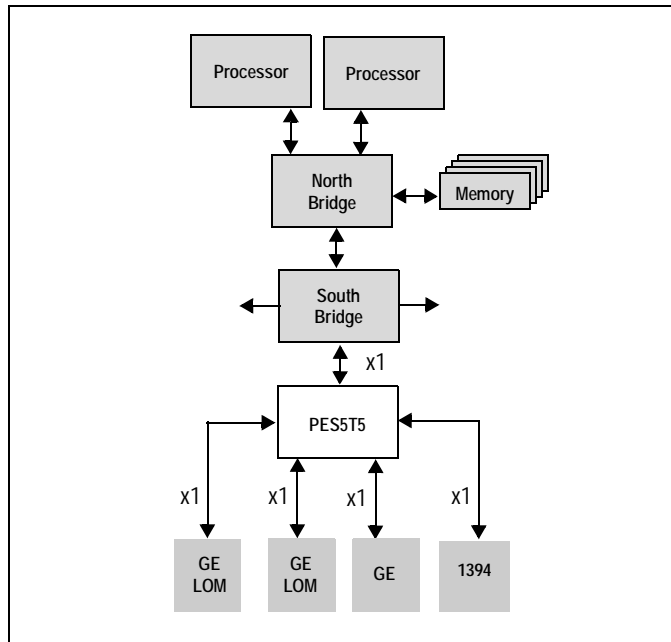 Processor
Processor
North
Bridge
Memory
South
Bridge
x1
PES5T5
x1
x1
x1
x1
GE
LOM
GE
LOM
GE
1394